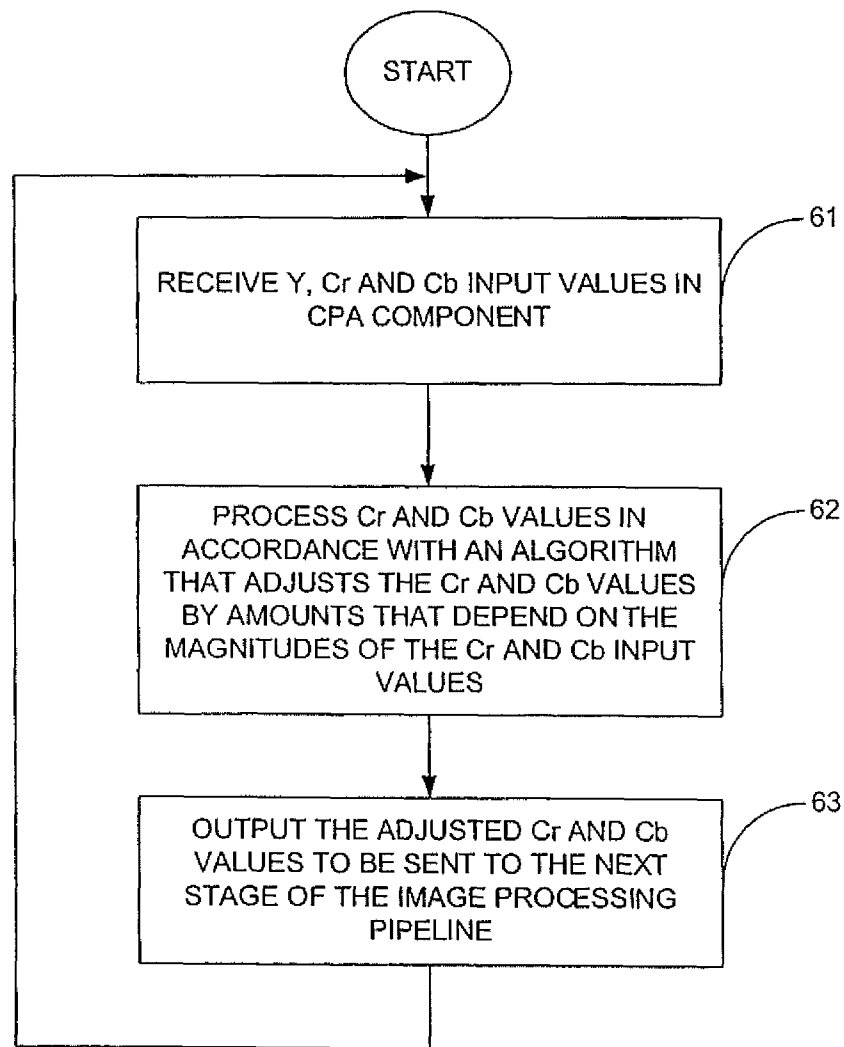 START
61
RECEIVE Y, Cr AND Cb INPUT VALUES IN
CPA COMPONENT
62
PROCESS Cr AND Cb VALUES IN
ACCORDANCE WITH AN ALGORITHM
THAT ADJUSTS THE Cr AND Cb VALUES
BY AMOUNTS THAT DEPEND ON THE
MAGNITUDES OF THE Cr AND Cb INPUT
VALUES
63
OUTPUT THE ADJUSTED Cr AND Cb
VALUES TO BE SENT TO THE NEXT
STAGE OF THE IMAGE PROCESSING
PIPELINE